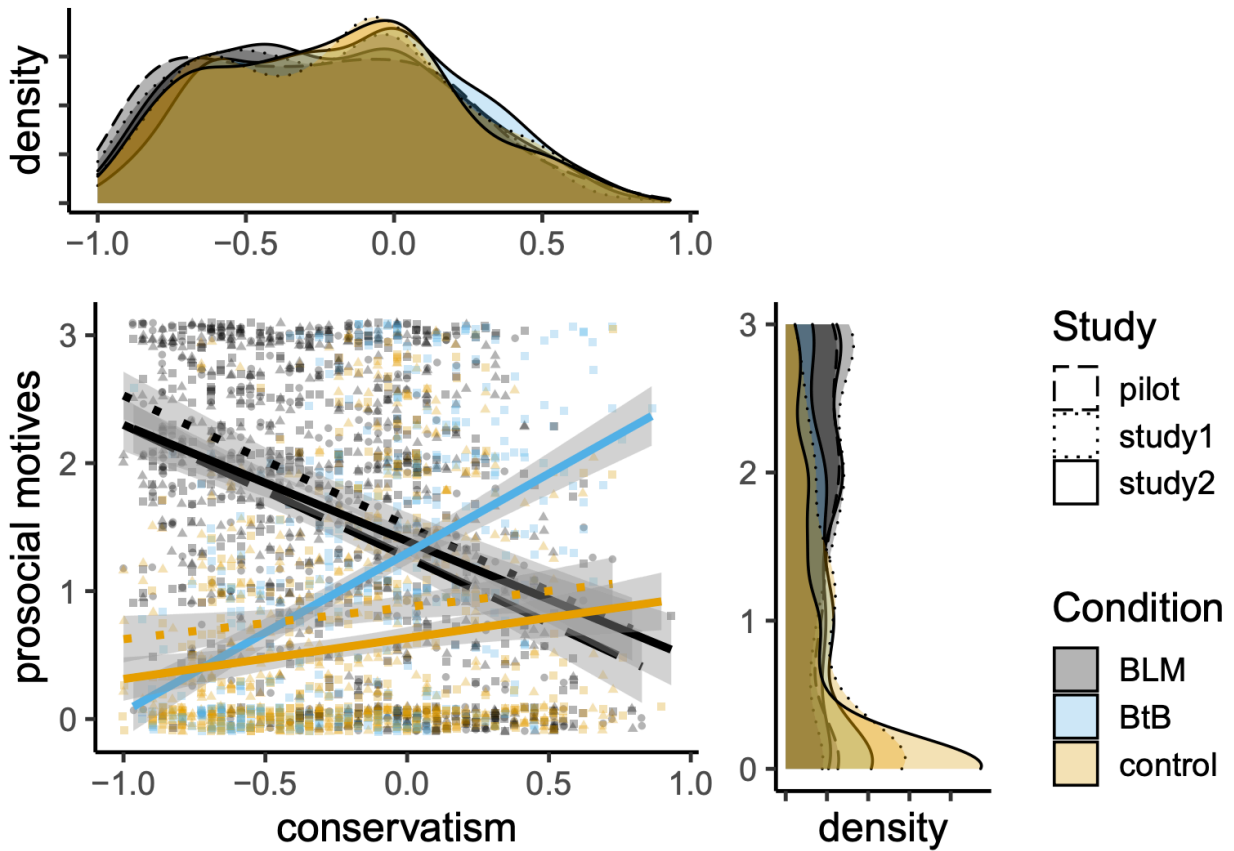 density
−1.0 −0.5 0.0 0.5 1.0
prosocial motives
3
2
1
0
−1.0 −0.5 0.0 0.5 1.0
conservatism
3
2
1
0
density
Study
pilot
study1
study2
Condition
BLM
BtB
control